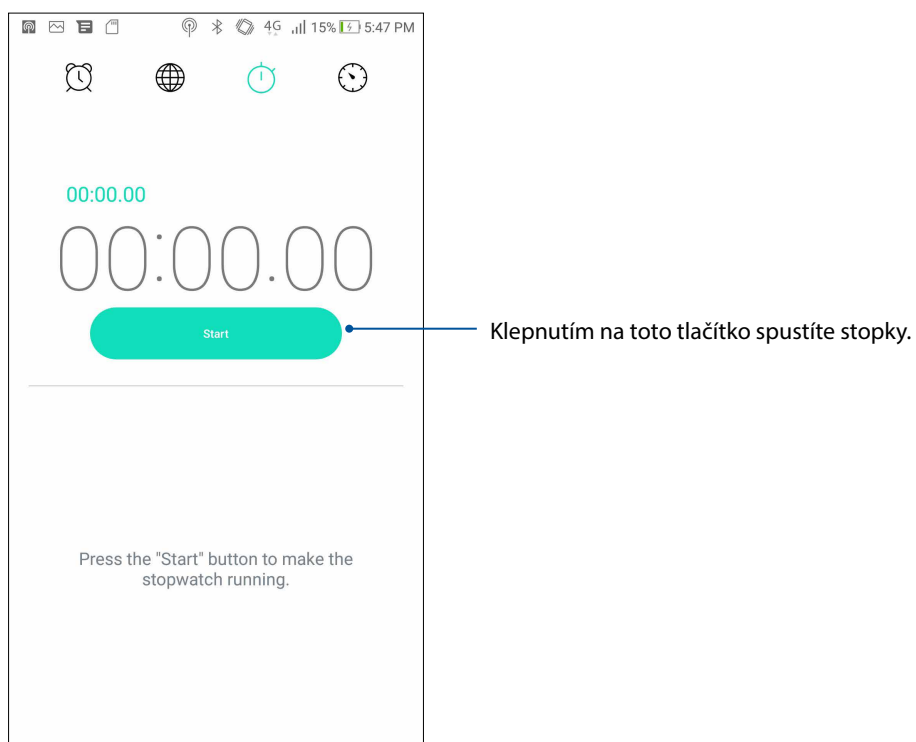 4G 15% 5:47 PM
00:00.00
00:00.00
Start
Klepnutím na toto tlačítko spustíte stopky.
Press the "Start" button to make the
stopwatch running.